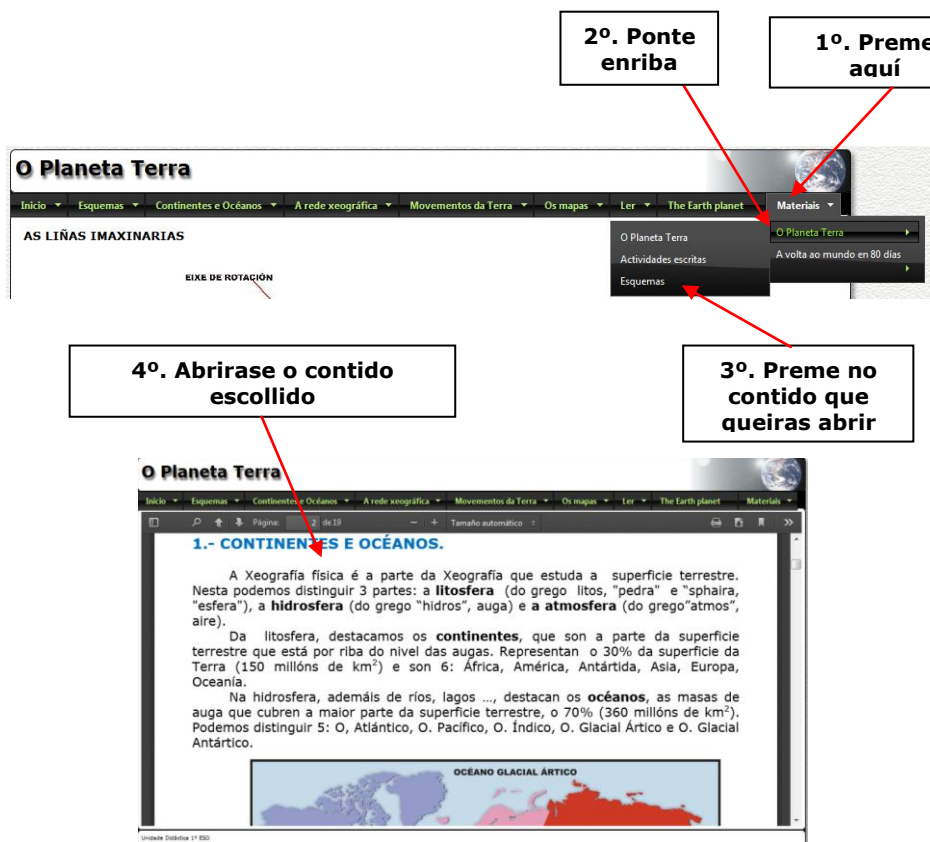 2º. Ponte
enriba
1º. Preme
aquí
O Planeta Terra
Inicio Esquemas Continentes e Océanos A rede xeográfica Movementos da Terra Os mapas Ler The Earth planet Materiais
AS LIÑAS IMAXINARIAS
EIXE DE ROTACIÓN
O Planeta Terra
Actividades escritas
Esquemas
O Planeta Terra
A volta ao mundo en 80 días
4º. Abrirase o contido
escollido
3º. Preme no
contido que
queiras abrir
O Planeta Terra
Inicio Esquemas Continentes e Océanos A rede xeográfica Movementos da Terra Os mapas Ler The Earth planet Materiais
Página: 2 de 19 − + Tamaño automático
1.- CONTINENTES E OCÉANOS.
A Xeografía física é a parte da Xeografía que estuda a superficie terrestre.
Nesta podemos distinguir 3 partes: a litosfera (do grego litos, "pedra" e "sphaira,
"esfera"), a hidrosfera (do grego "hidros", auga) e a atmosfera (do grego"atmos",
aire).
Da litosfera, destacamos os continentes, que son a parte da superficie
terrestre que está por riba do nivel das augas. Representan o 30% da superficie da
Terra (150 millóns de km²) e son 6: África, América, Antártida, Asia, Europa,
Oceanía.
Na hidrosfera, ademáis de ríos, lagos ..., destacan os océanos, as masas de
auga que cubren a maior parte da superficie terrestre, o 70% (360 millóns de km²).
Podemos distinguir 5: O, Atlántico, O. Pacífico, O. Índico, O. Glacial Ártico e O. Glacial
Antártico.
OCÉANO GLACIAL ÁRTICO
Unidade Didáctica 1º ESO